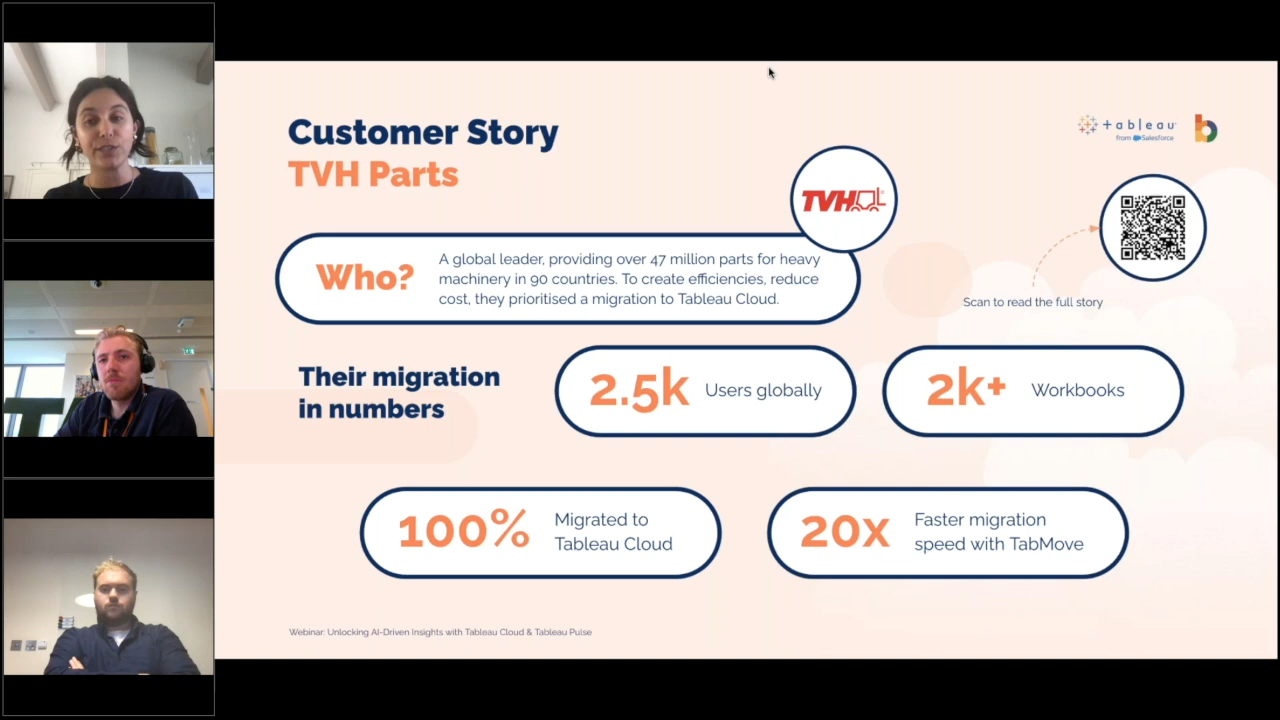 Customer Story
TVH Parts
+ableau
from Salesforce
TVH
Who?
A global leader, providing over 47 million parts for heavy
machinery in 90 countries. To create efficiencies, reduce
cost, they prioritised a migration to Tableau Cloud.
Scan to read the full story
Their migration
in numbers
2.5k Users globally
2k+ Workbooks
100%
Migrated to
Tableau Cloud
20x
Faster migration
speed with TabMove
Webinar: Unlocking AI-Driven Insights with Tableau Cloud & Tableau Pulse